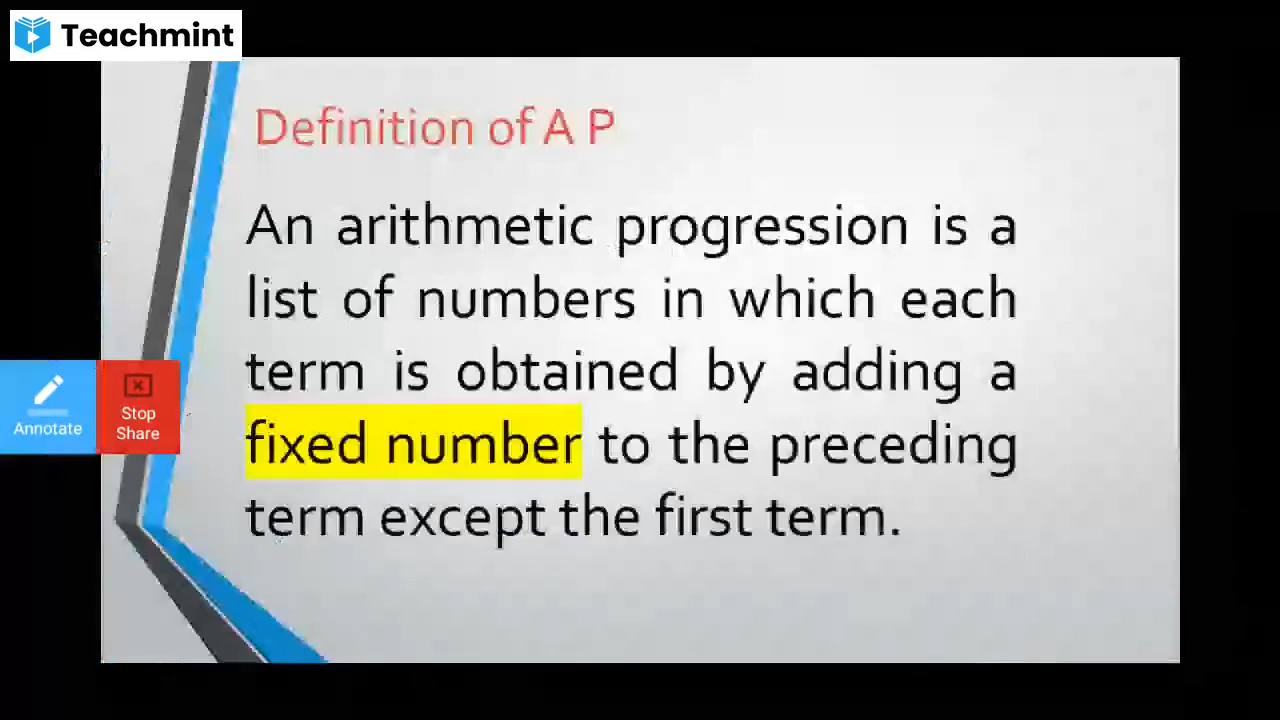 Teachmint
Definition of A P
An arithmetic progression is a
list of numbers in which each
term is obtained by adding a
fixed number to the preceding
term except the first term.
Annotate
Stop
Share